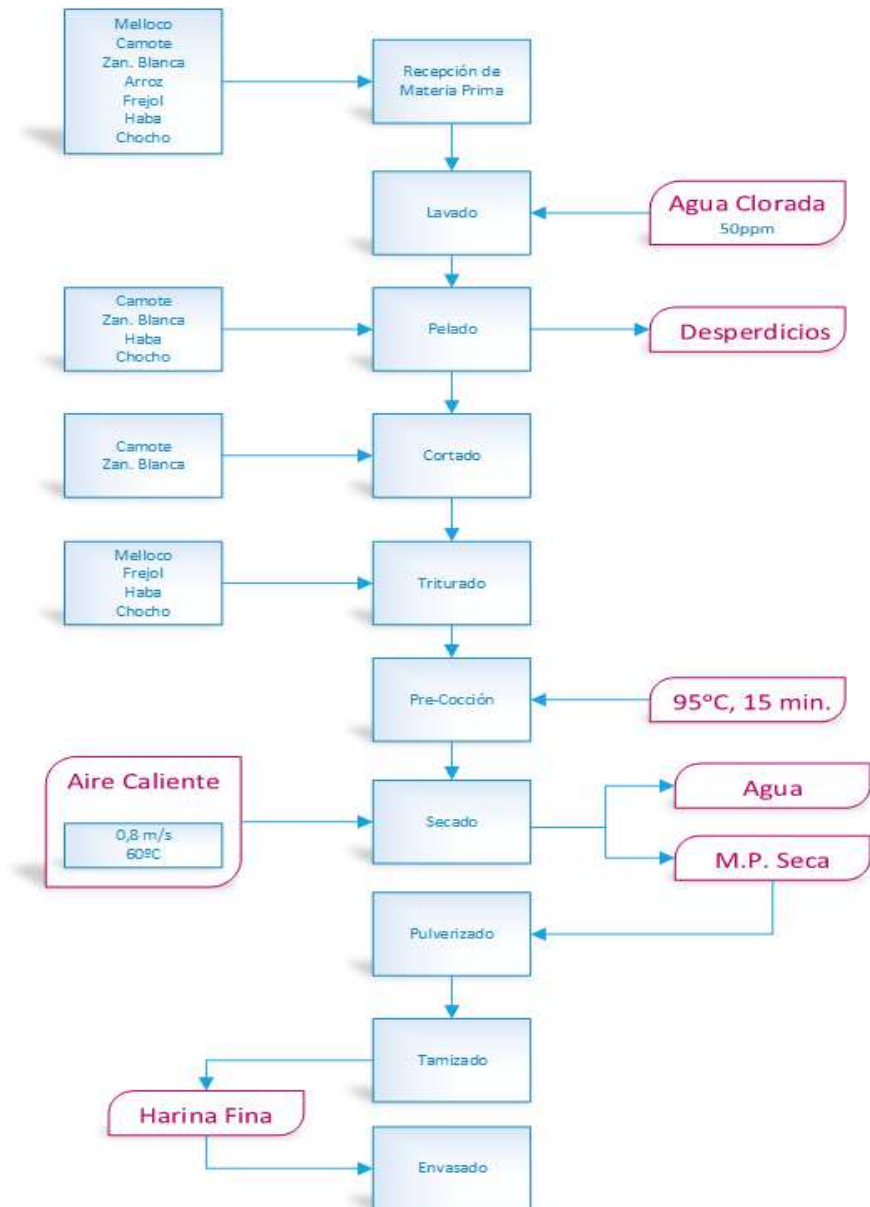 Melloco
Camote
Zan. Blanca
Arroz
Frejol
Haba
Chocho
Recepción de
Materia Prima
Lavado
Agua Clorada
50ppm
Camote
Zan. Blanca
Haba
Chocho
Pelado
Desperdicios
Camote
Zan. Blanca
Cortado
Melloco
Frejol
Haba
Chocho
Triturado
Pre-Cocción
95ºC, 15 min.
Aire Caliente
0,8 m/s
60ºC
Secado
Agua
M.P. Seca
Pulverizado
Tamizado
Harina Fina
Envasado